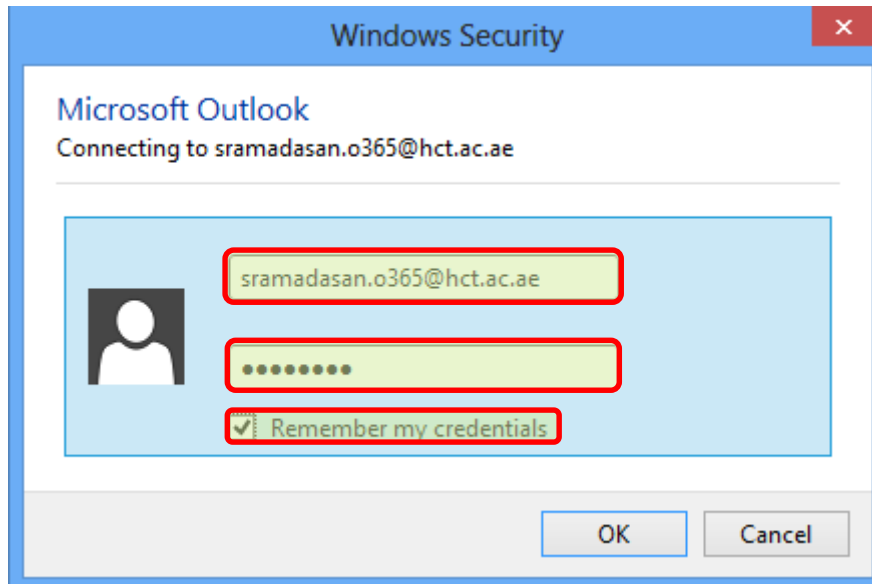 Windows Security
Microsoft Outlook
Connecting to sramadasan.o365@hct.ac.ae
sramadasan.o365@hct.ac.ae
••••••••
Remember my credentials
OK Cancel